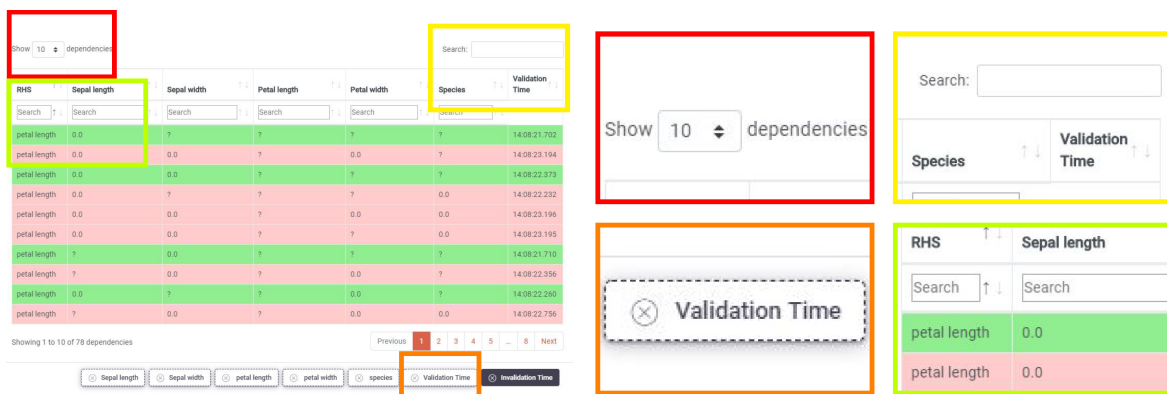 Show 10 dependencies
Search:
RHS Sepal length Sepal width Petal length Petal width Species Validation Time
Search Search Search Search Search Search
petal length 0.0 ? ? ? ? 14:08:21.702
petal length 0.0 0.0 ? 0.0 ? 14:08:23.194
petal length 0.0 0.0 ? ? ? 14:08:22.373
petal length 0.0 ? ? ? 0.0 14:08:22.232
petal length 0.0 0.0 ? 0.0 0.0 14:08:23.196
petal length 0.0 0.0 ? 0.0 0.0 14:08:23.195
petal length ? 0.0 ? ? ? 14:08:21.710
petal length ? 0.0 ? ? 0.0 14:08:22.356
petal length 0.0 ? ? 0.0 ? 14:08:22.260
petal length ? 0.0 ? 0.0 0.0 14:08:22.756
Showing 1 to 10 of 78 dependencies
Previous 1 2 3 4 5 … 8 Next
Sepal length Sepal width petal length petal width species Validation Time Invalidation Time
Show 10 dependencies
Search:
Species Validation Time
Validation Time
RHS Sepal length
Search Search
petal length 0.0
petal length 0.0